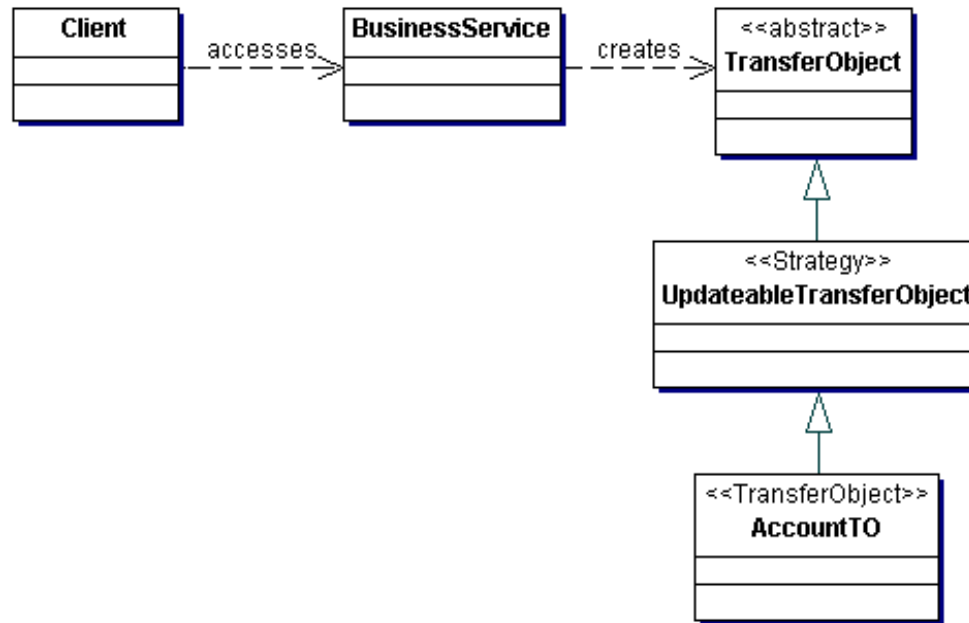 Client
accesses
BusinessService
creates
<<abstract>>
TransferObject
<<Strategy>>
UpdateableTransferObject
<<TransferObject>>
AccountTO